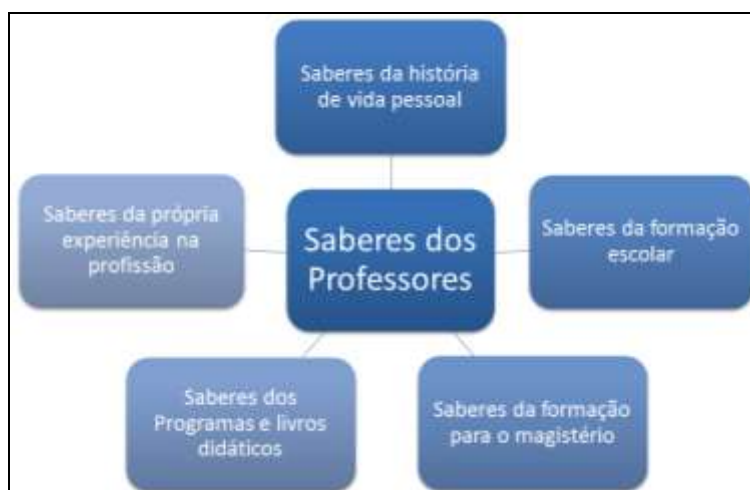 Saberes da história
de vida pessoal
Saberes da própria
experiência na
profissão
Saberes dos
Professores
Saberes da formação
escolar
Saberes dos
Programas e livros
didáticos
Saberes da formação
para o magistério